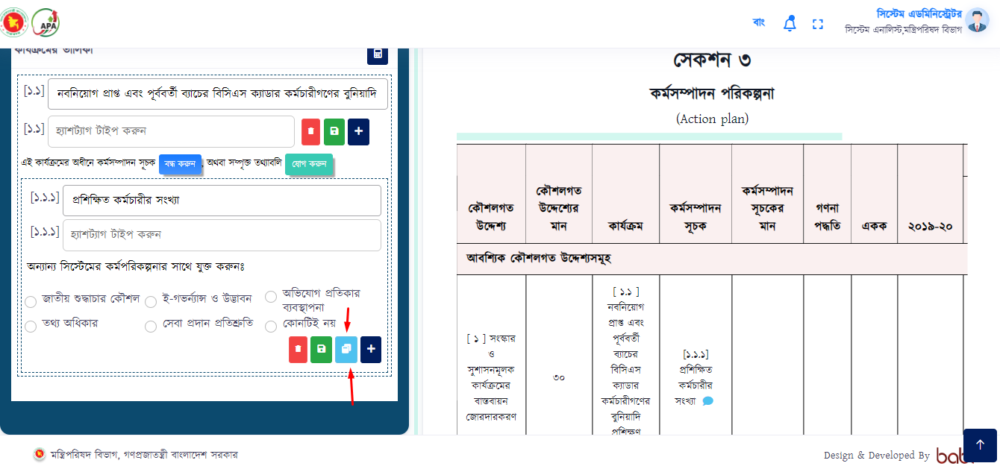 APA
বাং
সিস্টেম এডমিনিস্ট্রেটর
সিস্টেম এনালিস্ট,মন্ত্রিপরিষদ বিভাগ
কার্যক্রমের তালিকা
[১.১] নবনিয়োগ প্রাপ্ত এবং পূর্ববর্তী ব্যাচের বিসিএস ক্যাডার কর্মচারীগণের বুনিয়াদি
[১.১] হ্যাশট্যাগ টাইপ করুন
এই কার্যক্রমের অধীনে কর্মসম্পাদন সূচক বন্ধ করুন , অথবা সম্পৃক্ত তথ্যাবলি যোগ করুন
[১.১.১] প্রশিক্ষিত কর্মচারীর সংখ্যা
[১.১.১] হ্যাশট্যাগ টাইপ করুন
অন্যান্য সিস্টেমের কর্মপরিকল্পনার সাথে যুক্ত করুনঃ
জাতীয় শুদ্ধাচার কৌশল
ই-গভর্ন্যান্স ও উদ্ভাবন
অভিযোগ প্রতিকার
ব্যবস্থাপনা
তথ্য অধিকার
সেবা প্রদান প্রতিশ্রুতি
কোনটিই নয়
সেকশন ৩
কর্মসম্পাদন পরিকল্পনা
(Action plan)
কৌশলগত
উদ্দেশ্য
কৌশলগত
উদ্দেশ্যের
মান
কার্যক্রম
কর্মসম্পাদন
সূচক
কর্মসম্পাদন
সূচকের
মান
গণনা
পদ্ধতি
একক
২০১৯-২০
আবশ্যিক কৌশলগত উদ্দেশ্যসমূহ
[ ১ ] সংস্কার
ও
সুশাসনমূলক
কার্যক্রমের
বাস্তবায়ন
জোরদারকরণ
৩০
[ ১.১ ]
নবনিয়োগ
প্রাপ্ত এবং
পূর্ববর্তী
ব্যাচের
বিসিএস
ক্যাডার
কর্মচারীগণের
বুনিয়াদি
প্রশিক্ষণ
[১.১.১]
প্রশিক্ষিত
কর্মচারীর
সংখ্যা
মন্ত্রিপরিষদ বিভাগ, গণপ্রজাতন্ত্রী বাংলাদেশ সরকার
Design & Developed By